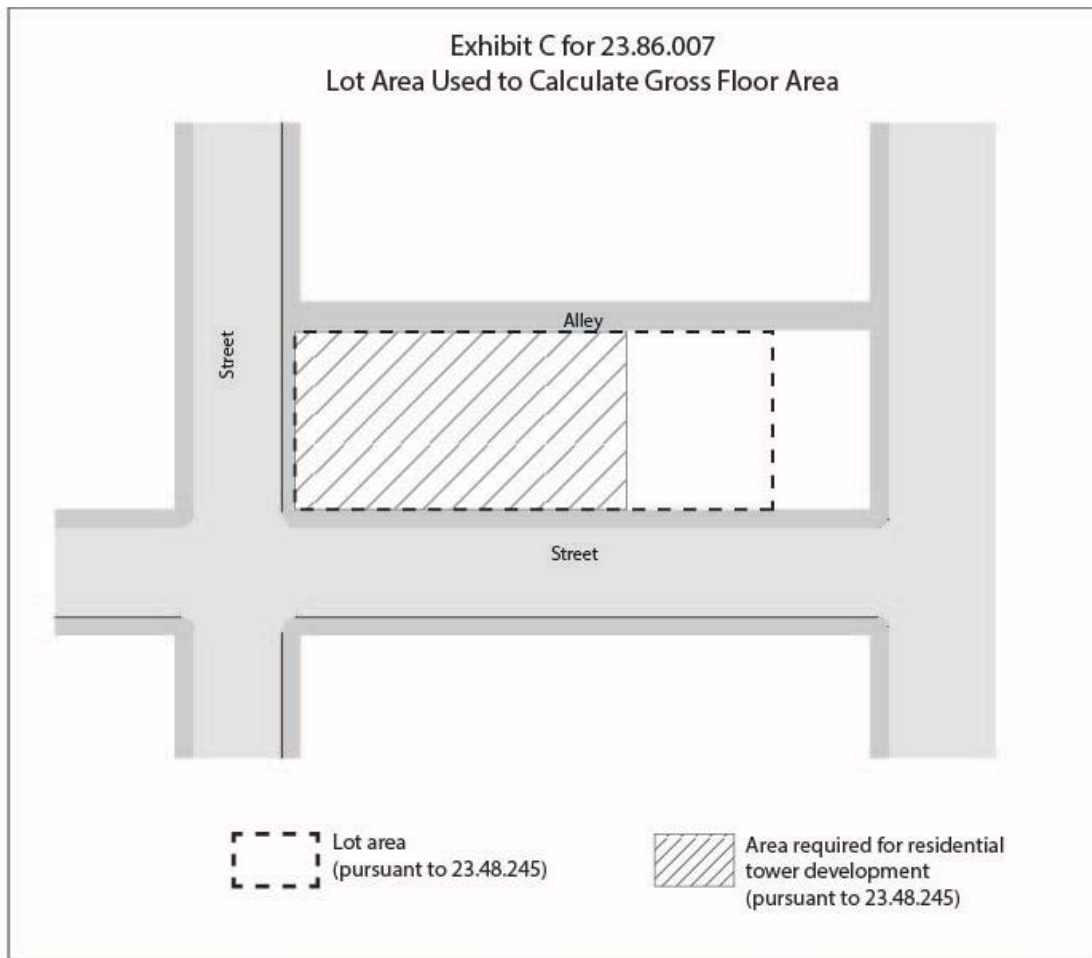 Exhibit C for 23.86.007
Lot Area Used to Calculate Gross Floor Area
Alley
Street
Street
Lot area
(pursuant to 23.48.245)
Area required for residential
tower development
(pursuant to 23.48.245)